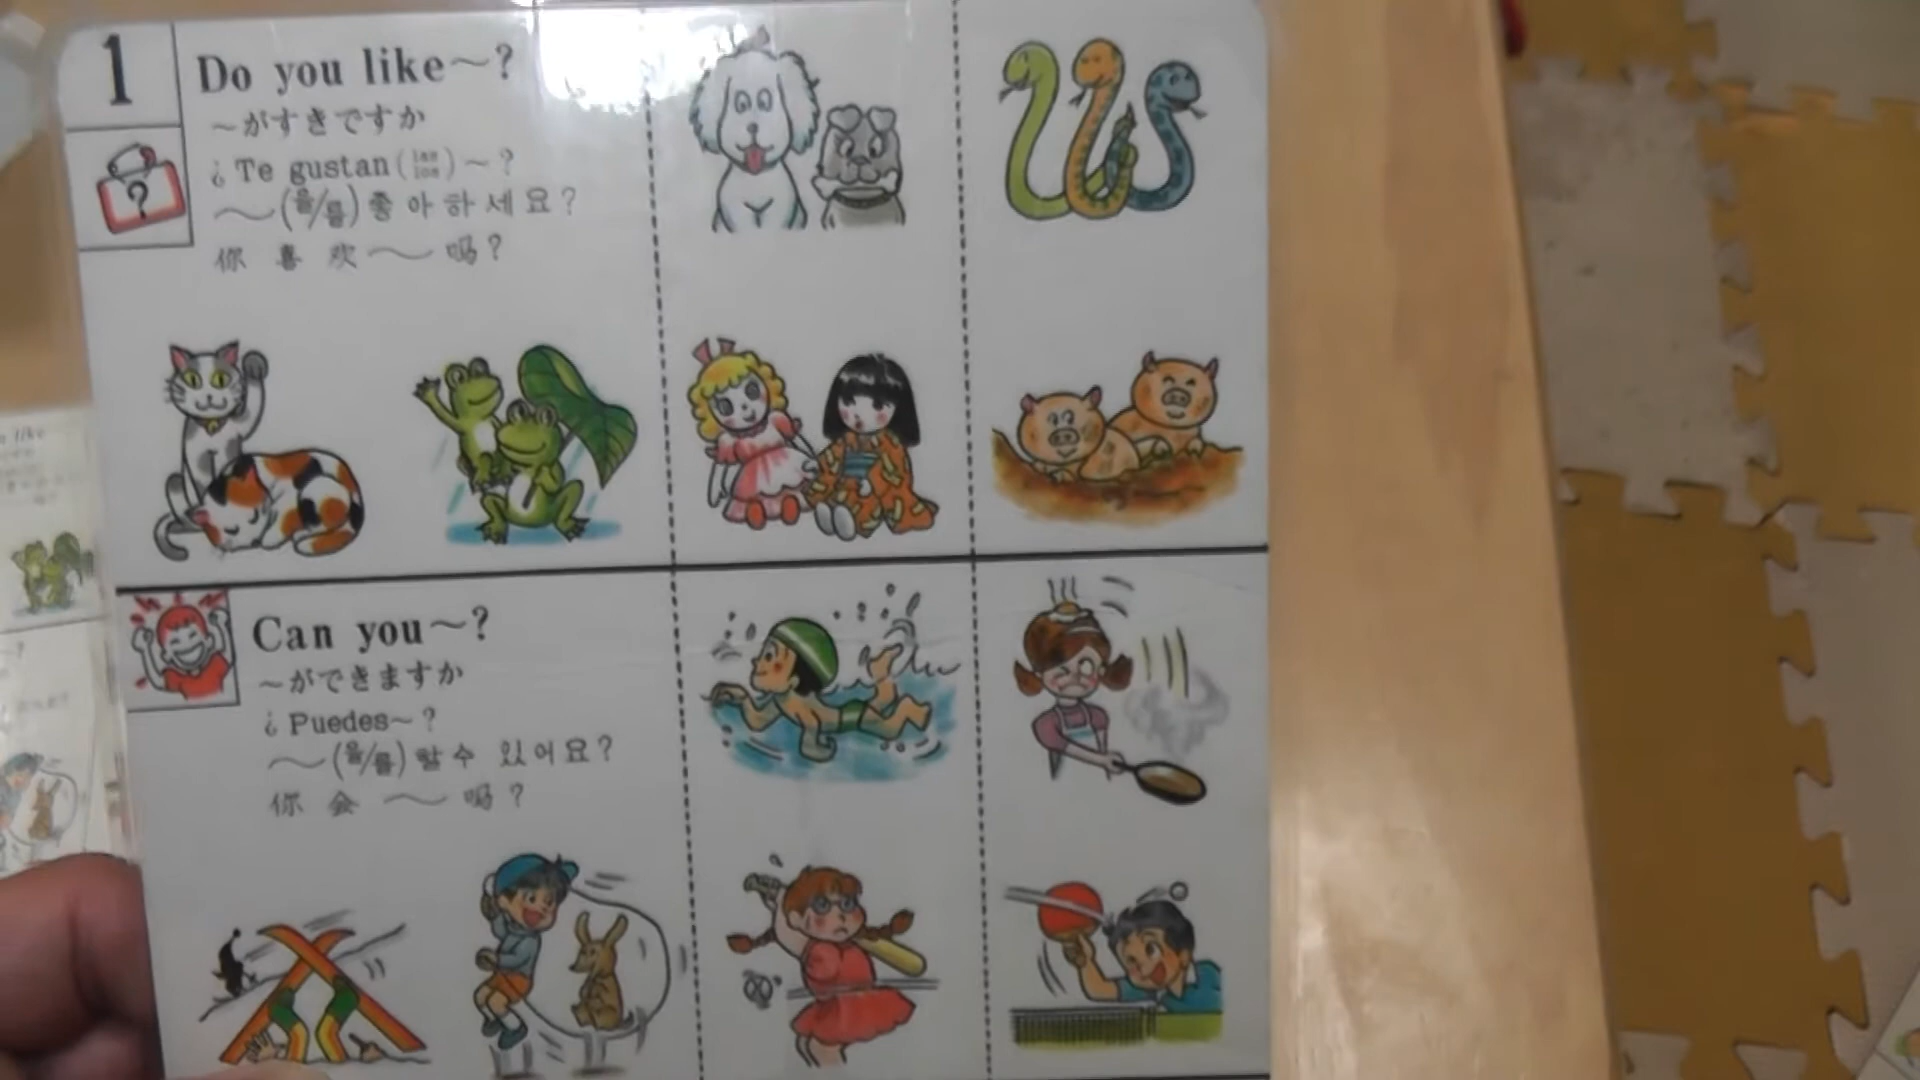 1
Do you like～?
～がすきですか
¿Te gustan(las/los)～?
～(을/를)좋아하세요?
你喜欢～吗?
?
Can you～?
～ができますか
¿Puedes～?
～(을/를)할수 있어요?
你会～吗?